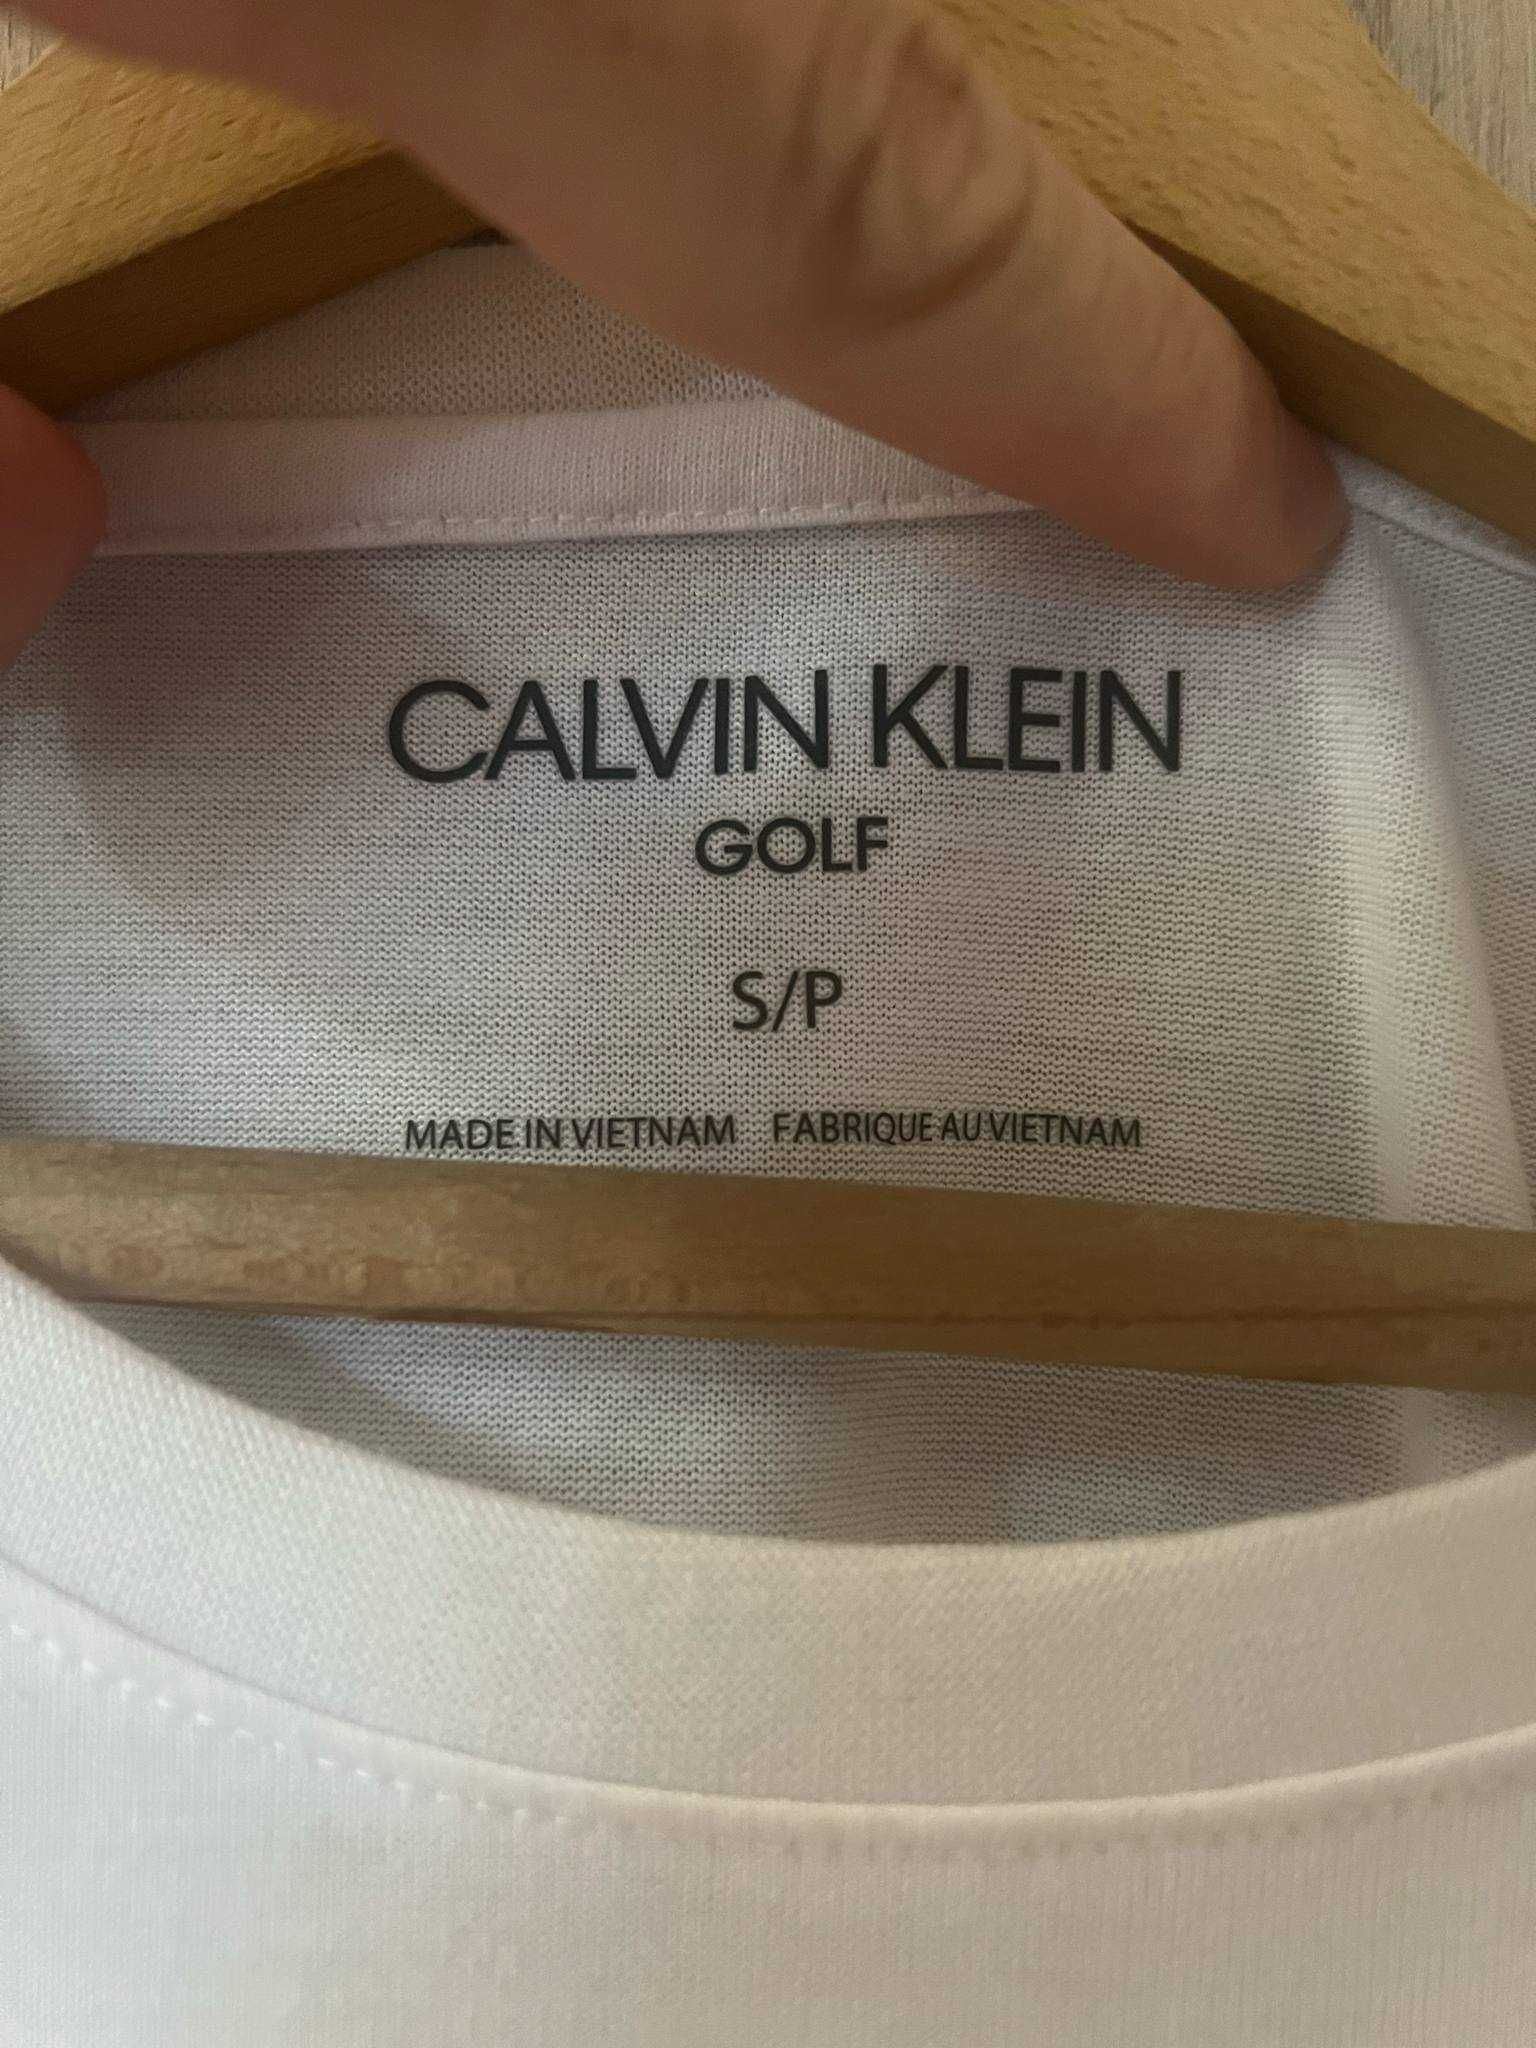 CALVIN KLEIN
GOLF
S/P
MADE IN VIETNAM FABRIQUE AU VIETNAM